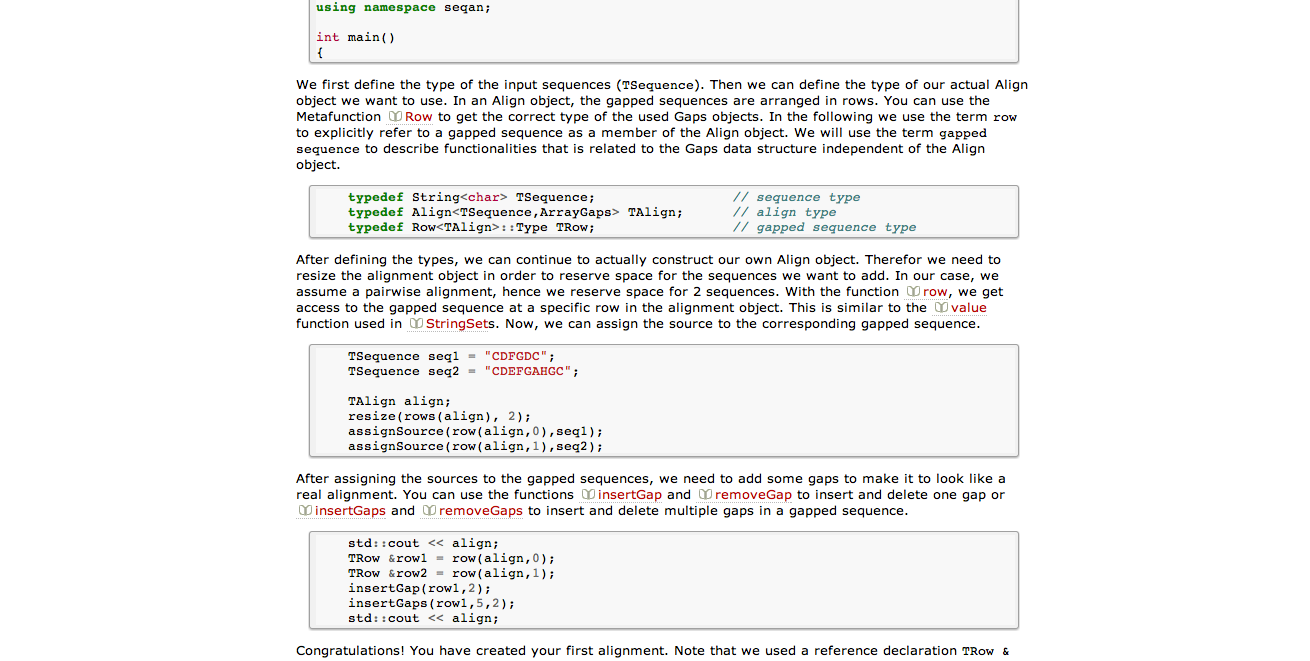 using namespace seqan;
int main()
{
We first define the type of the input sequences (TSequence). Then we can define the type of our actual Align
object we want to use. In an Align object, the gapped sequences are arranged in rows. You can use the
Metafunction Row to get the correct type of the used Gaps objects. In the following we use the term row
to explicitly refer to a gapped sequence as a member of the Align object. We will use the term gapped
sequence to describe functionalities that is related to the Gaps data structure independent of the Align
object.
typedef String<char> TSequence; // sequence type
typedef Align<TSequence,ArrayGaps> TAlign; // align type
typedef Row<TAlign>::Type TRow; // gapped sequence type
After defining the types, we can continue to actually construct our own Align object. Therefor we need to
resize the alignment object in order to reserve space for the sequences we want to add. In our case, we
assume a pairwise alignment, hence we reserve space for 2 sequences. With the function row, we get
access to the gapped sequence at a specific row in the alignment object. This is similar to the value
function used in StringSets. Now, we can assign the source to the corresponding gapped sequence.
TSequence seq1 = "CDFGDC";
TSequence seq2 = "CDEFGAHGC";
TAlign align;
resize(rows(align), 2);
assignSource(row(align,0),seq1);
assignSource(row(align,1),seq2);
After assigning the sources to the gapped sequences, we need to add some gaps to make it to look like a
real alignment. You can use the functions insertGap and removeGap to insert and delete one gap or
insertGaps and removeGaps to insert and delete multiple gaps in a gapped sequence.
std::cout << align;
TRow &row1 = row(align,0);
TRow &row2 = row(align,1);
insertGap(row1,2);
insertGaps(row1,5,2);
std::cout << align;
Congratulations! You have created your first alignment. Note that we used a reference declaration TRow &